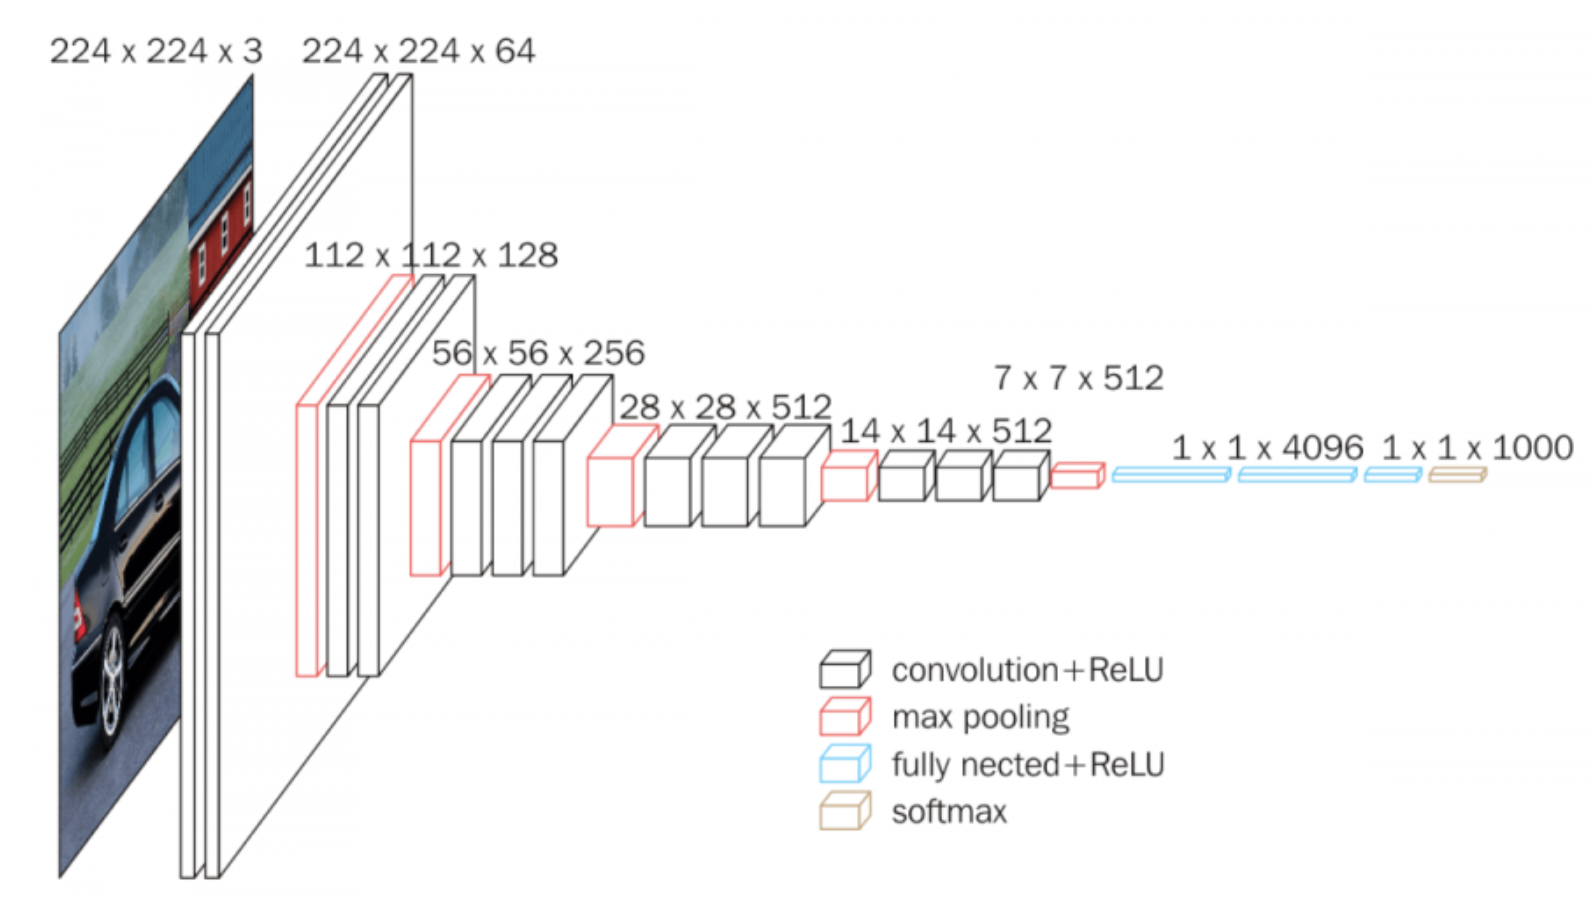 224 x 224 x 3
224 x 224 x 64
112 x 112 x 128
56 x 56 x 256
28 x 28 x 512
14 x 14 x 512
7 x 7 x 512
1 x 1 x 4096
1 x 1 x 1000
convolution+ReLU
max pooling
fully nected+ReLU
softmax